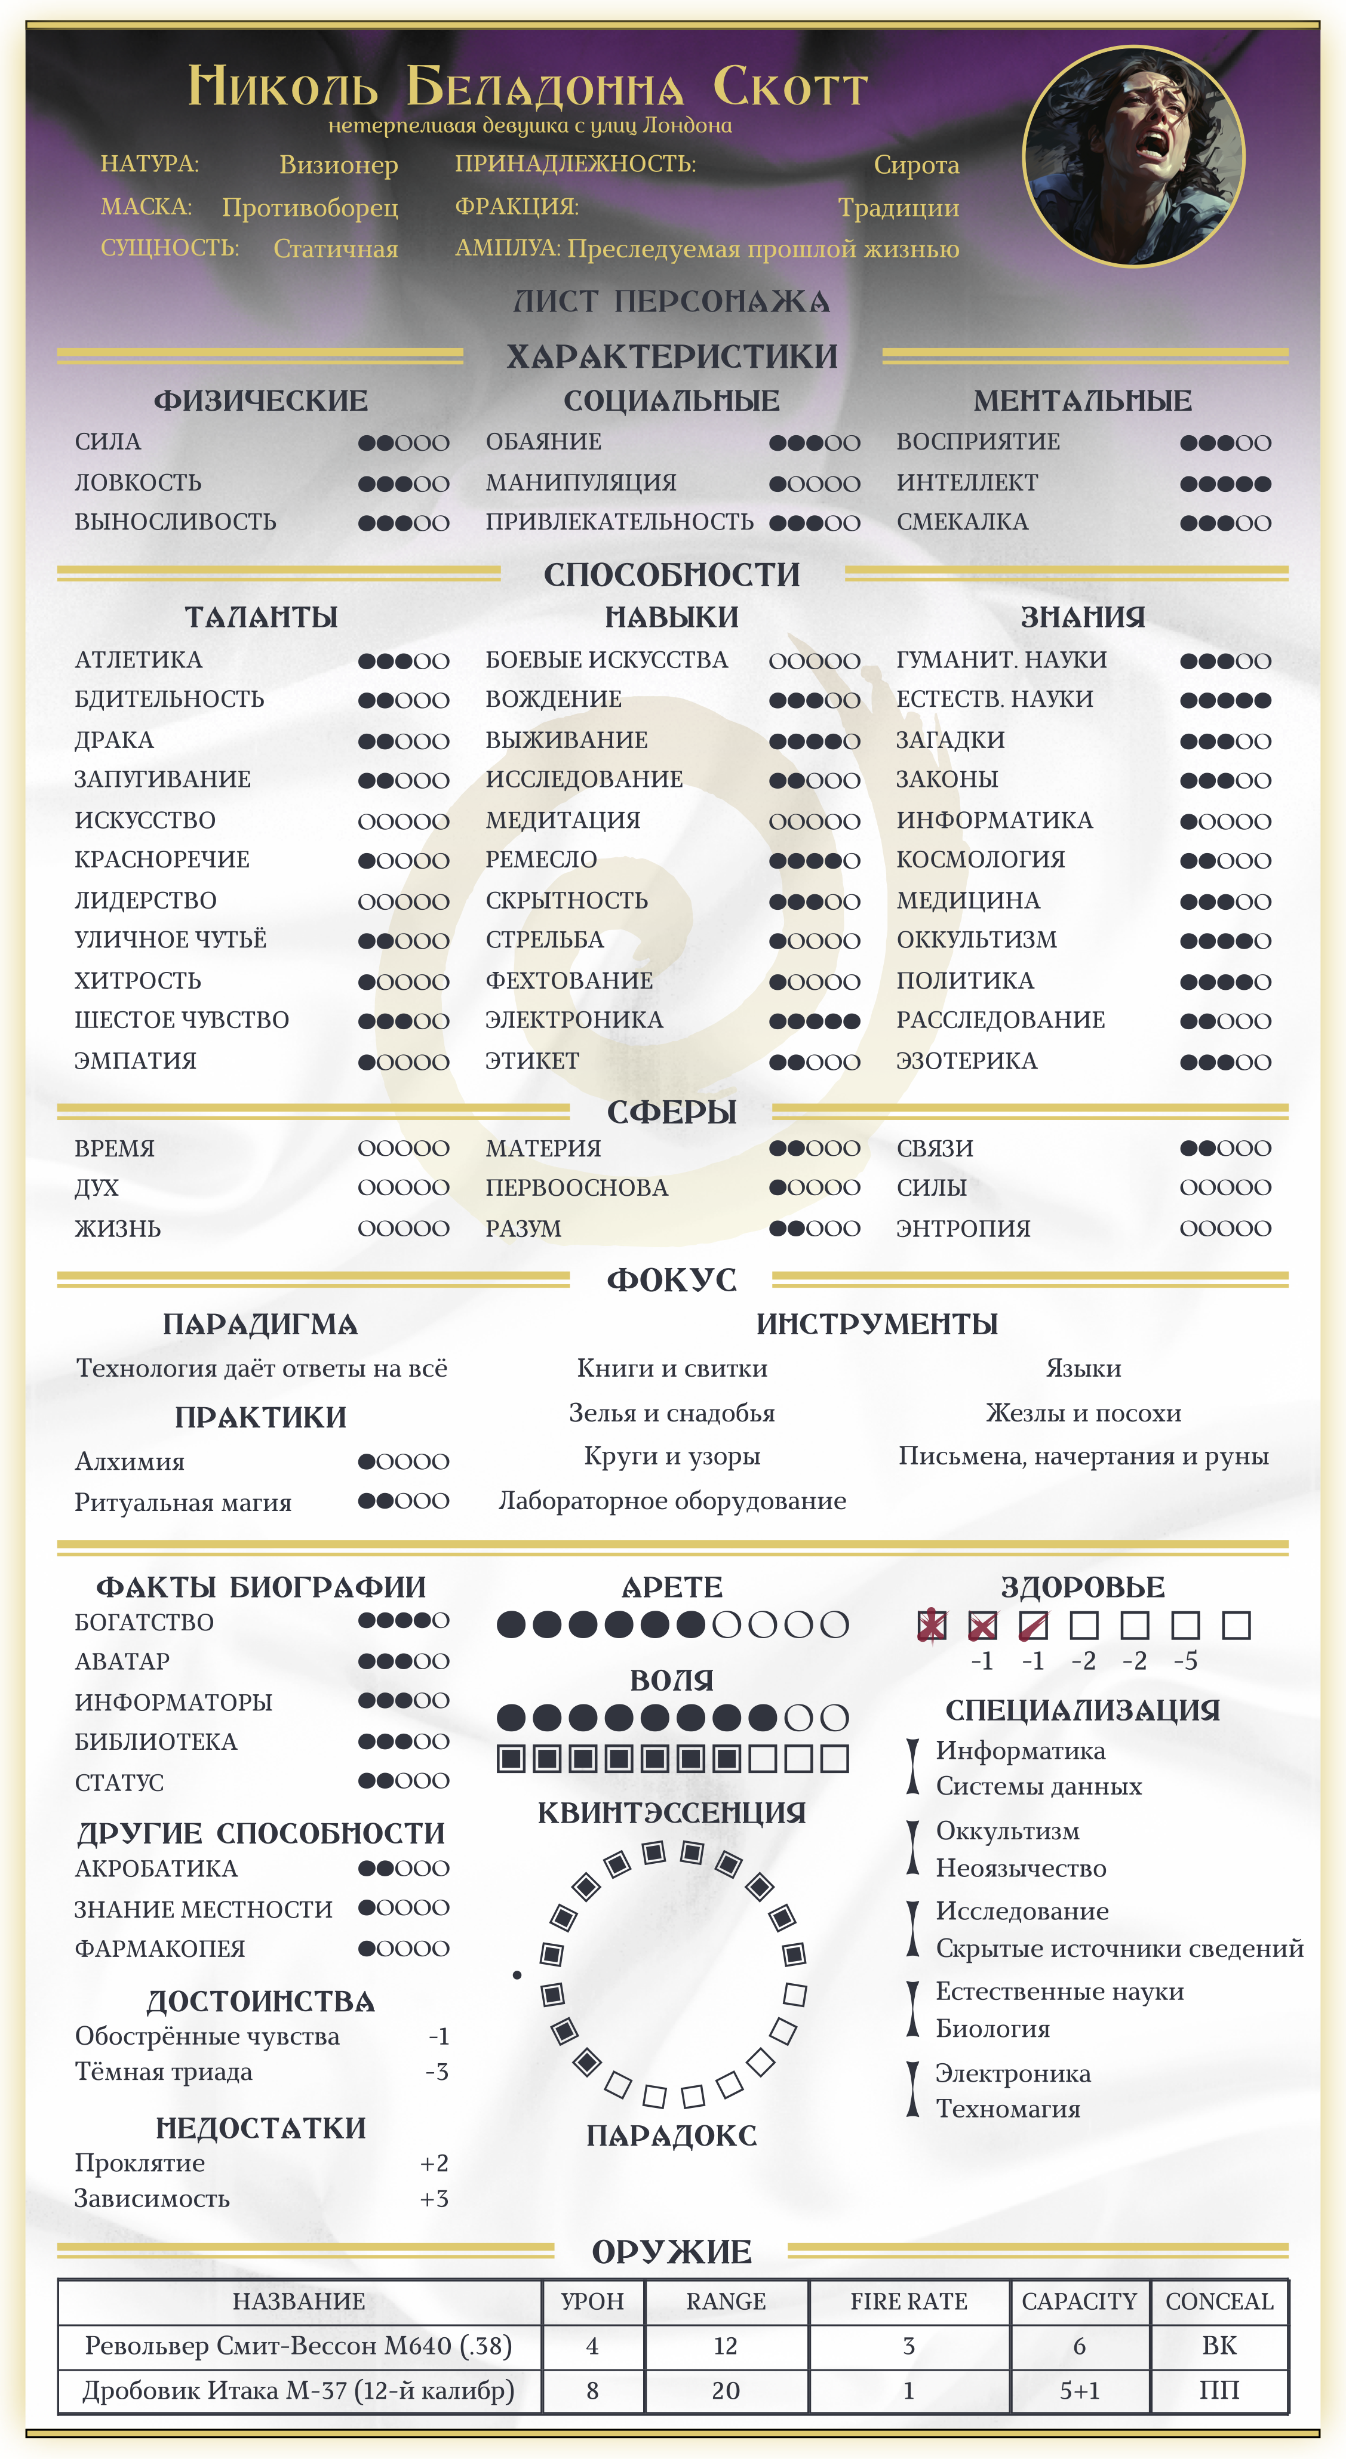 Николь Беладонна Скотт
нетерпеливая девушка с улиц Лондона
НАТУРА: Визионер ПРИНАДЛЕЖНОСТЬ: Сирота
МАСКА: Противоборец ФРАКЦИЯ: Традиции
СУЩНОСТЬ: Статичная АМПЛУА: Преследуемая прошлой жизнью
ЛИСТ ПЕРСОНАЖА
ХАРАКТЕРИСТИКИ
ФИЗИЧЕСКИЕ СОЦИАЛЬНЫЕ МЕНТАЛЬНЫЕ
СИЛА ОБАЯНИЕ ВОСПРИЯТИЕ
ЛОВКОСТЬ МАНИПУЛЯЦИЯ ИНТЕЛЛЕКТ
ВЫНОСЛИВОСТЬ ПРИВЛЕКАТЕЛЬНОСТЬ СМЕКАЛКА
СПОСОБНОСТИ
ТАЛАНТЫ НАВЫКИ ЗНАНИЯ
АТЛЕТИКА БОЕВЫЕ ИСКУССТВА ГУМАНИТ. НАУКИ
БДИТЕЛЬНОСТЬ ВОЖДЕНИЕ ЕСТЕСТВ. НАУКИ
ДРАКА ВЫЖИВАНИЕ ЗАГАДКИ
ЗАПУГИВАНИЕ ИССЛЕДОВАНИЕ ЗАКОНЫ
ИСКУССТВО МЕДИТАЦИЯ ИНФОРМАТИКА
КРАСНОРЕЧИЕ РЕМЕСЛО КОСМОЛОГИЯ
ЛИДЕРСТВО СКРЫТНОСТЬ МЕДИЦИНА
УЛИЧНОЕ ЧУТЬЁ СТРЕЛЬБА ОККУЛЬТИЗМ
ХИТРОСТЬ ФЕХТОВАНИЕ ПОЛИТИКА
ШЕСТОЕ ЧУВСТВО ЭЛЕКТРОНИКА РАССЛЕДОВАНИЕ
ЭМПАТИЯ ЭТИКЕТ ЭЗОТЕРИКА
СФЕРЫ
ВРЕМЯ МАТЕРИЯ СВЯЗИ
ДУХ ПЕРВООСНОВА СИЛЫ
ЖИЗНЬ РАЗУМ ЭНТРОПИЯ
ФОКУС
ПАРАДИГМА ИНСТРУМЕНТЫ
Технология даёт ответы на всё Книги и свитки Языки
ПРАКТИКИ Зелья и снадобья Жезлы и посохи
Алхимия Круги и узоры Письмена, начертания и руны
Ритуальная магия Лабораторное оборудование
ФАКТЫ БИОГРАФИИ
БОГАТСТВО
АВАТАР
ИНФОРМАТОРЫ
БИБЛИОТЕКА
СТАТУС
ДРУГИЕ СПОСОБНОСТИ
АКРОБАТИКА
ЗНАНИЕ МЕСТНОСТИ
ФАРМАКОПЕЯ
ДОСТОИНСТВА
Обострённые чувства -1
Тёмная триада -3
НЕДОСТАТКИ
Проклятие +2
Зависимость +3
АРЕТЕ
ВОЛЯ
КВИНТЭССЕНЦИЯ
ПАРАДОКС
ЗДОРОВЬЕ
-1 -1 -2 -2 -5
СПЕЦИАЛИЗАЦИЯ
Информатика
Системы данных
Оккультизм
Неоязычество
Исследование
Скрытые источники сведений
Естественные науки
Биология
Электроника
Техномагия
ОРУЖИЕ
НАЗВАНИЕ УРОН RANGE FIRE RATE CAPACITY CONCEAL
Револьвер Смит-Вессон М640 (.38) 4 12 3 6 ВК
Дробовик Итака М-37 (12-й калибр) 8 20 1 5+1 ПП